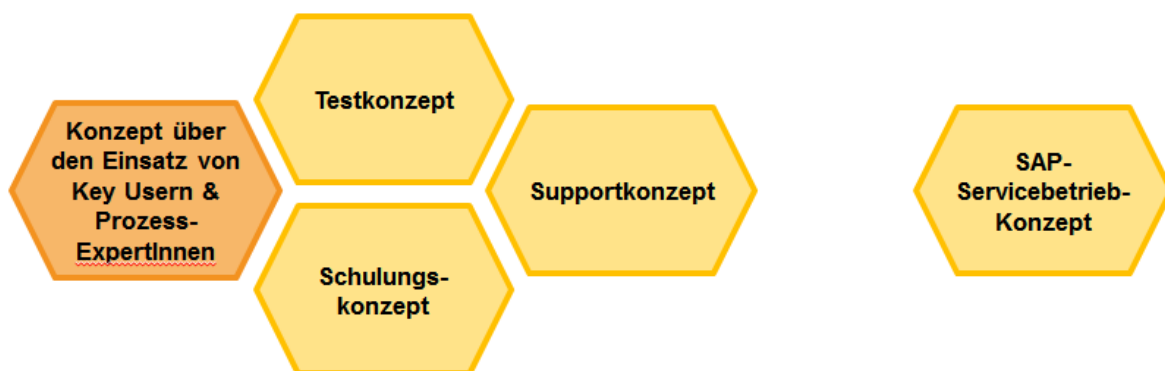 Konzept über
den Einsatz von
Key Usern &
Prozess-
ExpertInnen
Testkonzept
Schulungs-
konzept
Supportkonzept
SAP-
Servicebetrieb-
Konzept